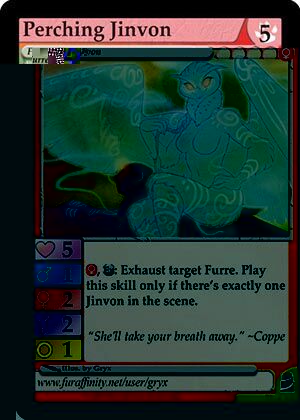 Perching Jinvon
5
5
1
2
2
1
: Exhaust target Furre. Play
this skill only if there's exactly one
Jinvon in the scene.
"She'll take your breath away." ~Coppe
Illus. by Gryx
www.furaffinity.net/user/gryx